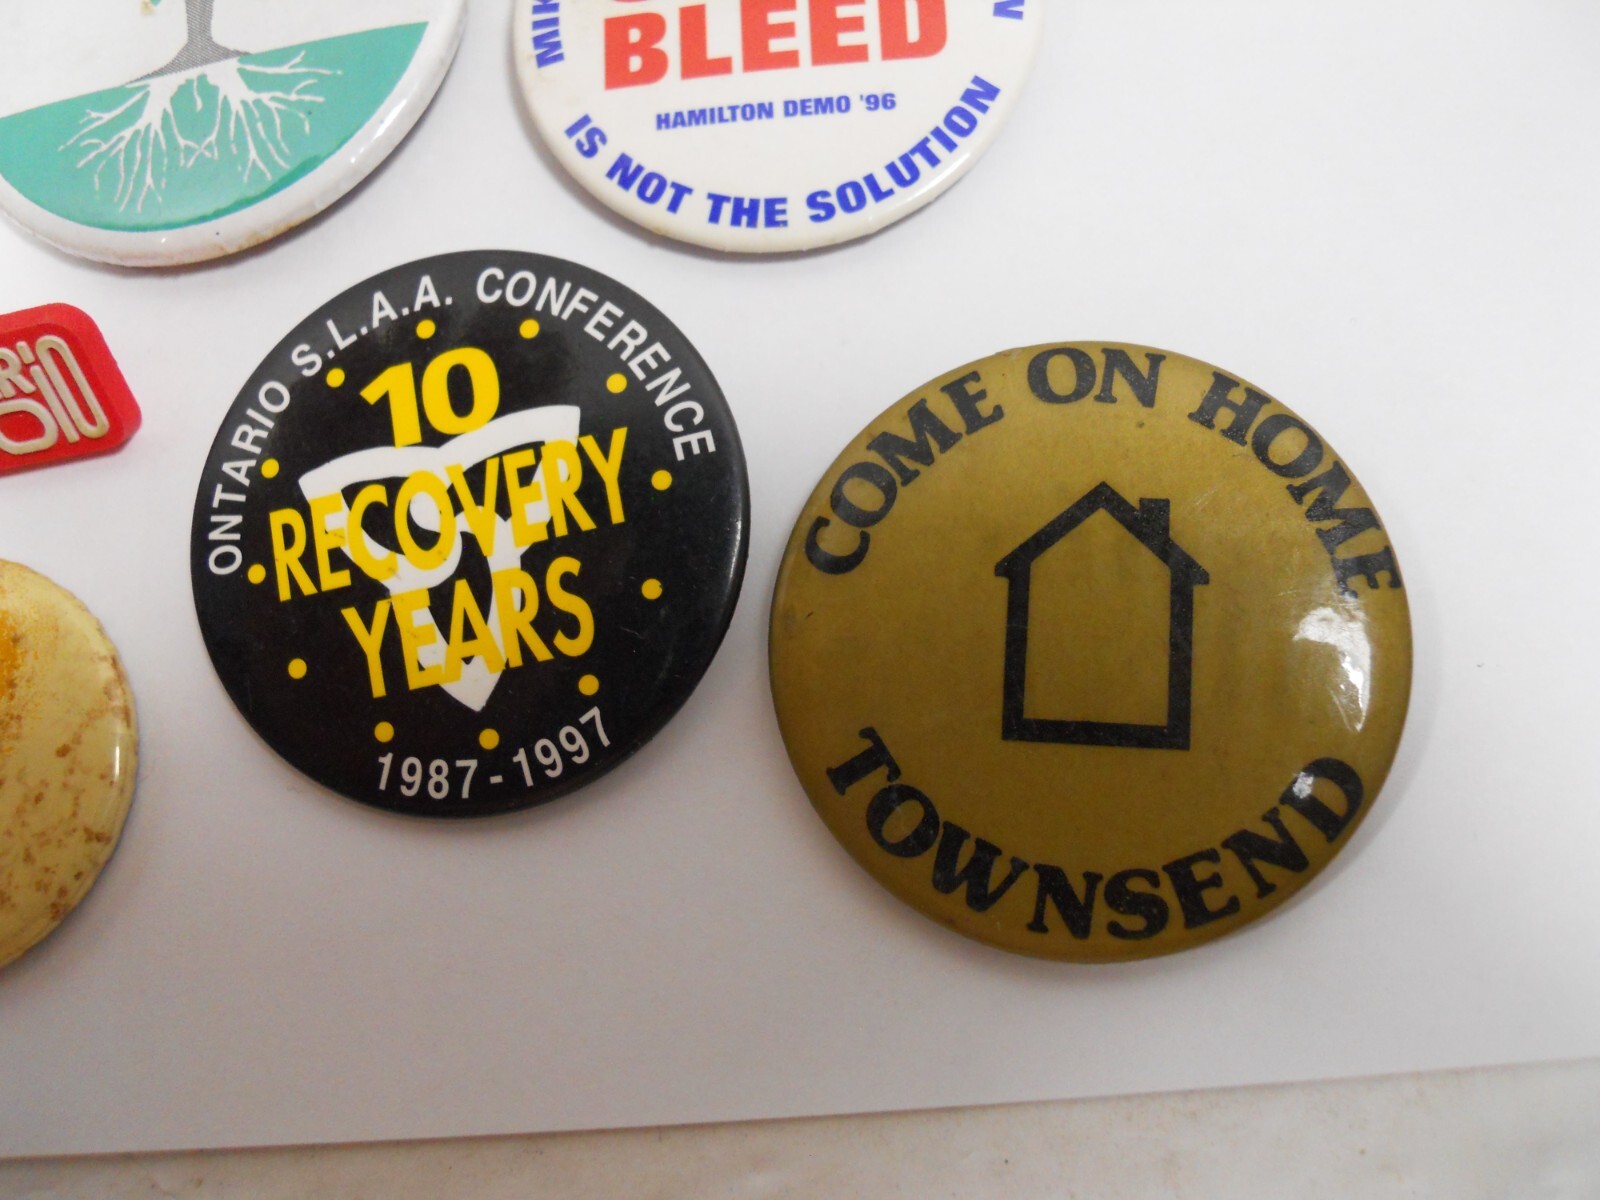 BLEED
HAMILTON DEMO '96
IS NOT THE SOLUTION
ONTARIO S.L.A.A. CONFERENCE
10
RECOVERY
YEARS
1987-1997
COME ON HOME
TOWNSEND